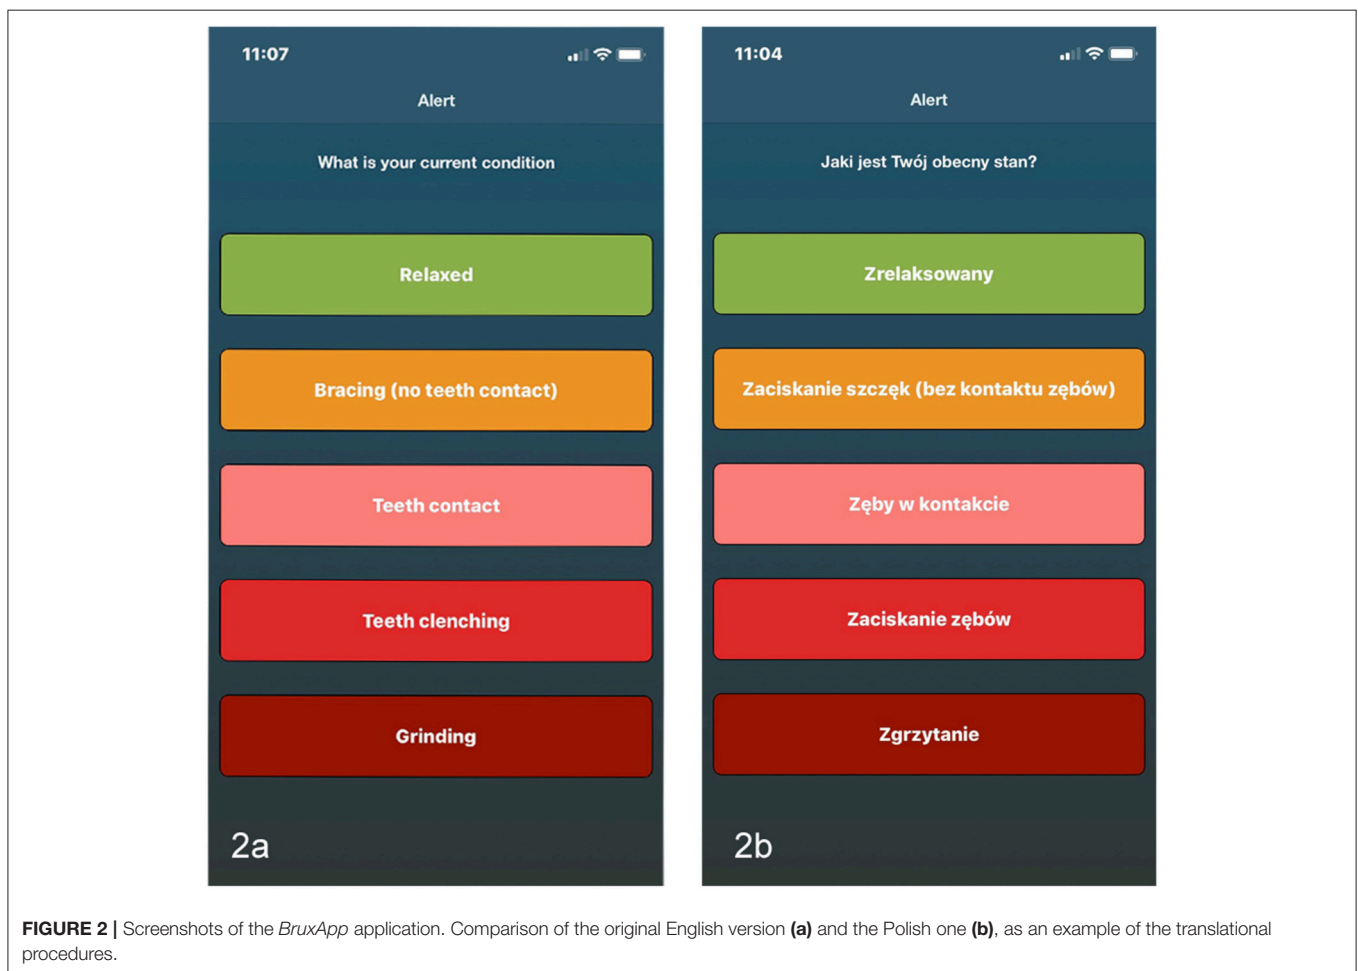 11:07
Alert
What is your current condition
Relaxed
Bracing (no teeth contact)
Teeth contact
Teeth clenching
Grinding
2a
11:04
Alert
Jaki jest Twój obecny stan?
Zrelaksowany
Zaciskanie szczęk (bez kontaktu zębów)
Zęby w kontakcie
Zaciskanie zębów
Zgrzytanie
2b
FIGURE 2 | Screenshots of the BruxApp application. Comparison of the original English version (a) and the Polish one (b), as an example of the translational
procedures.